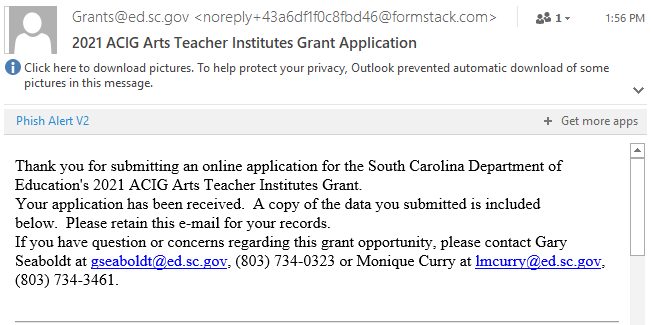 Grants@ed.sc.gov <noreply+43a6df1f0c8fbd46@formstack.com>
1
1:56 PM
2021 ACIG Arts Teacher Institutes Grant Application
Click here to download pictures. To help protect your privacy, Outlook prevented automatic download of some
pictures in this message.
Phish Alert V2
+ Get more apps
Thank you for submitting an online application for the South Carolina Department of
Education's 2021 ACIG Arts Teacher Institutes Grant.
Your application has been received.  A copy of the data you submitted is included
below.  Please retain this e-mail for your records.
If you have question or concerns regarding this grant opportunity, please contact Gary
Seaboldt at gseaboldt@ed.sc.gov, (803) 734-0323 or Monique Curry at lmcurry@ed.sc.gov,
(803) 734-3461.